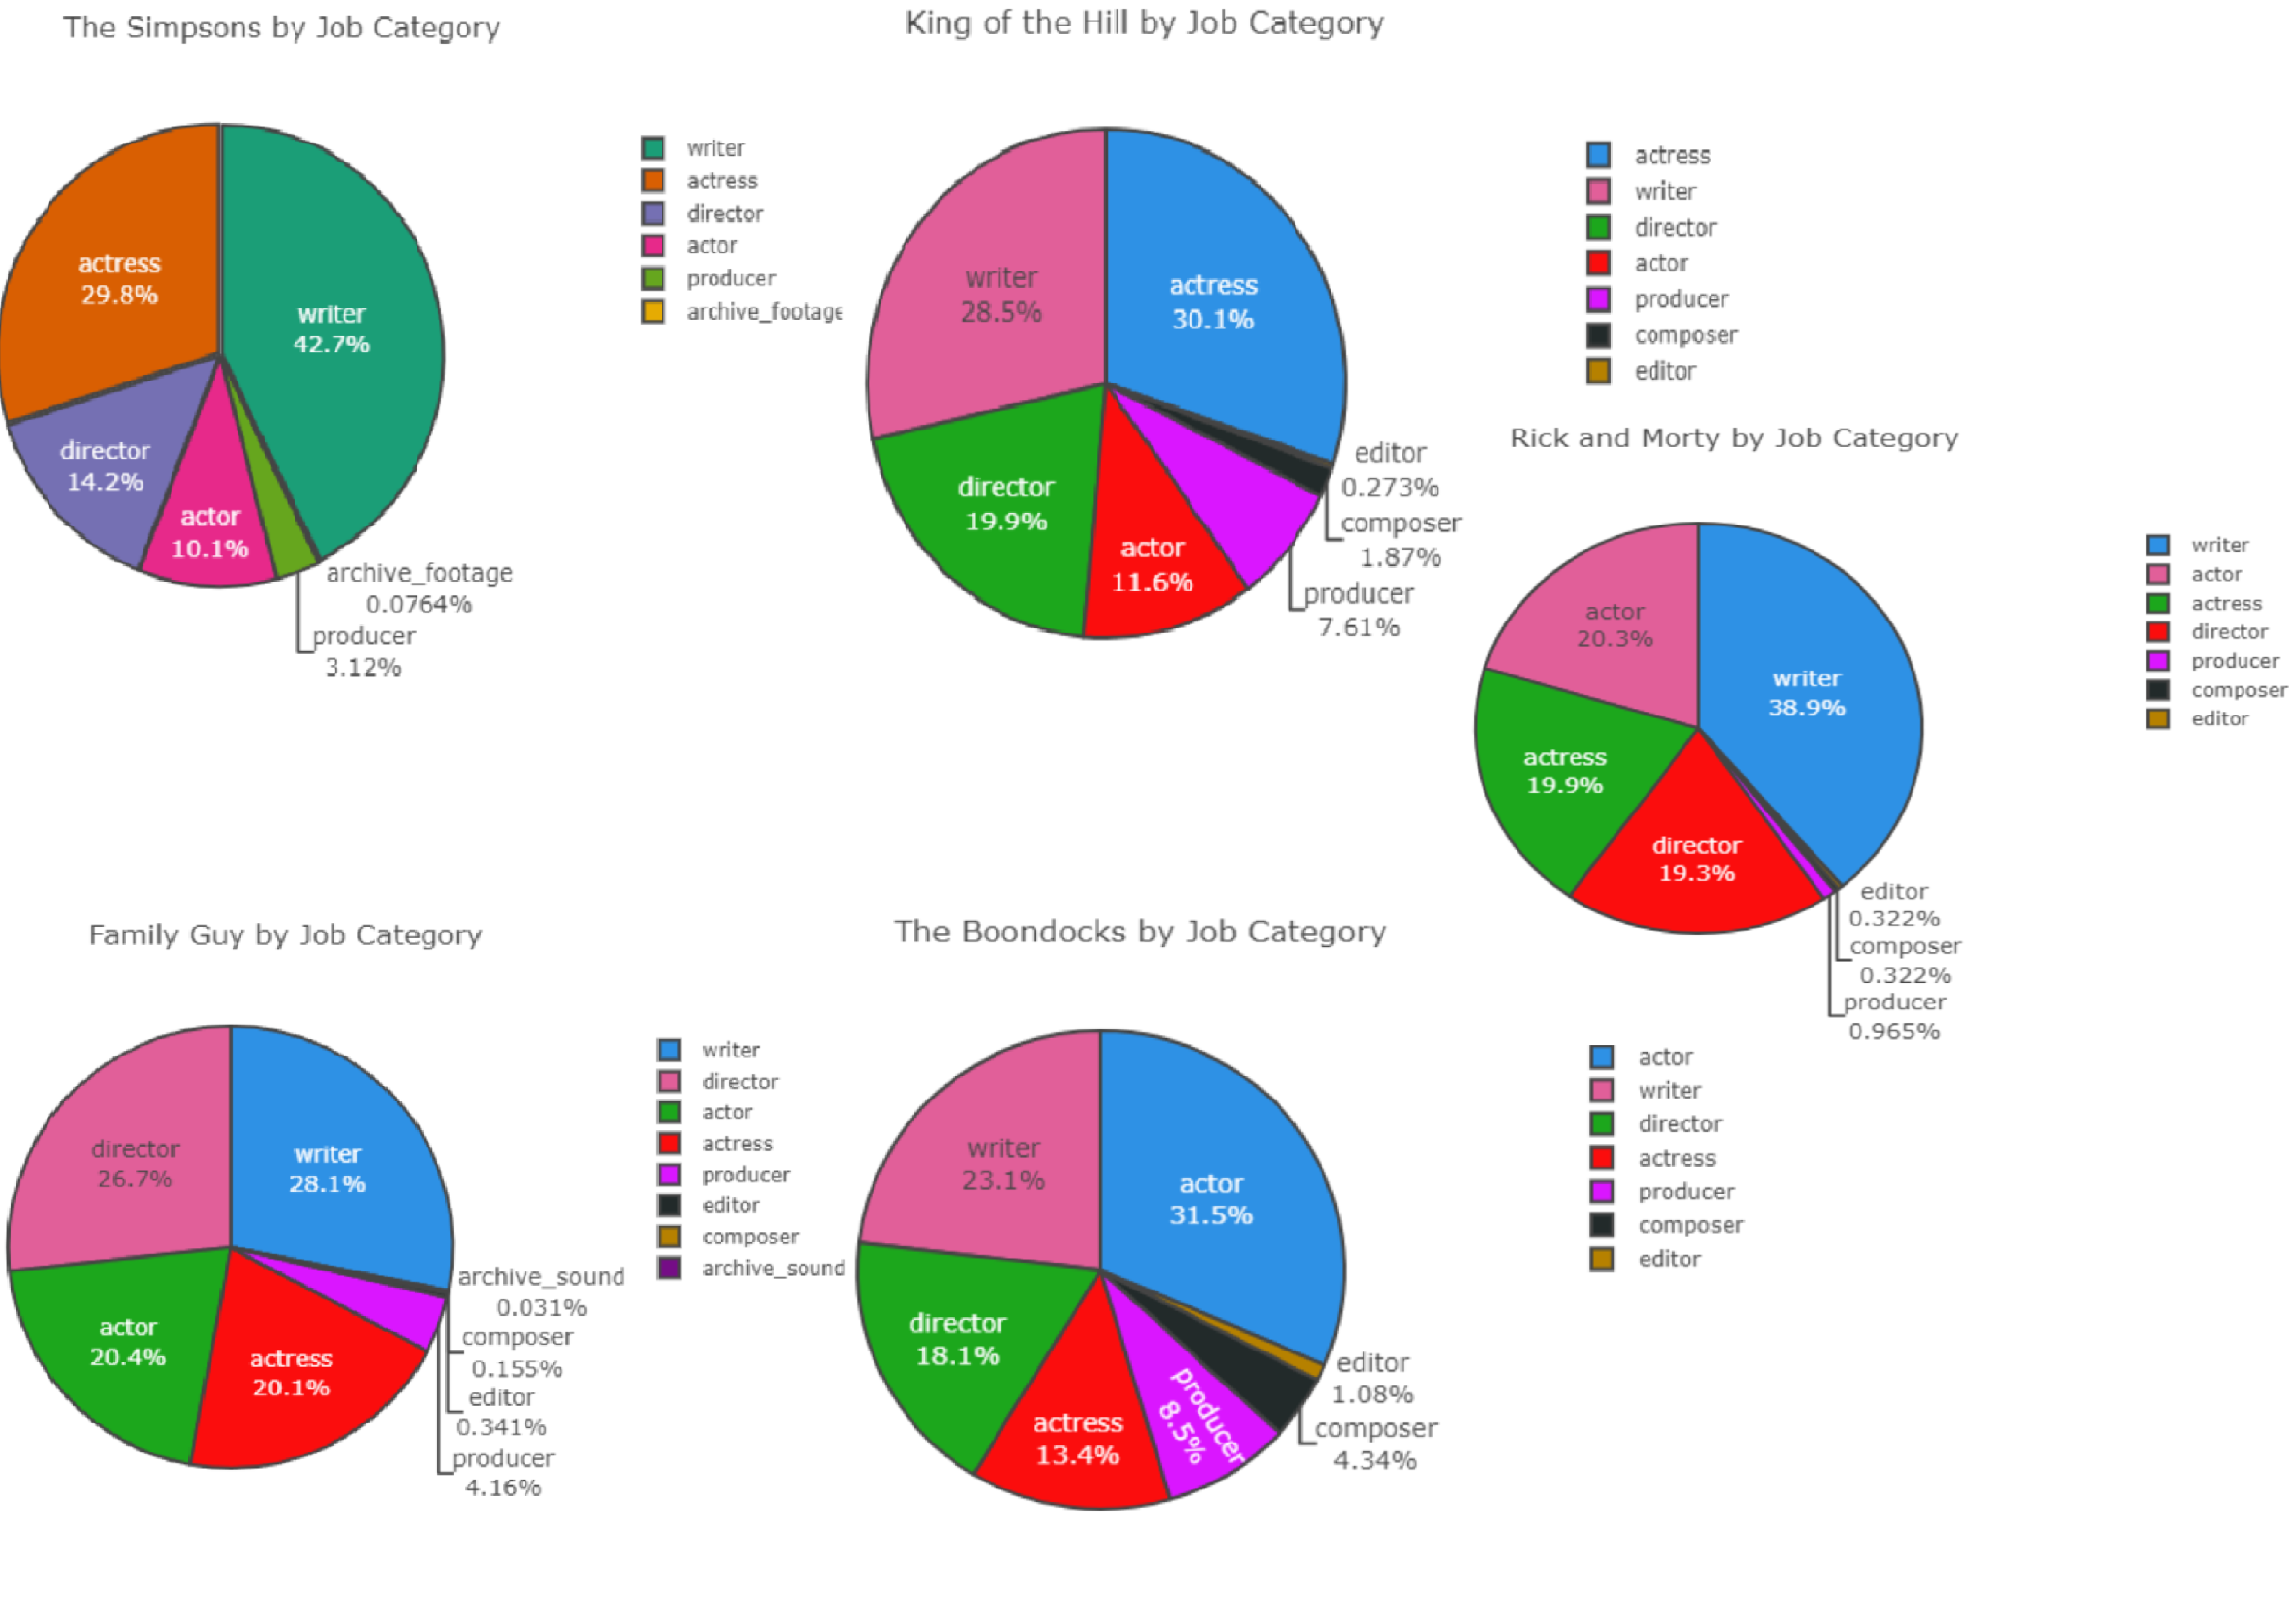 The Simpsons by Job Category
actress
29.8%
writer
42.7%
director
14.2%
actor
10.1%
archive_footage
0.0764%
producer
3.12%
writer
actress
director
actor
producer
archive_footage
King of the Hill by Job Category
writer
28.5%
actress
30.1%
director
19.9%
actor
11.6%
editor
0.273%
composer
1.87%
producer
7.61%
actress
writer
director
actor
producer
composer
editor
Rick and Morty by Job Category
actor
20.3%
writer
38.9%
actress
19.9%
director
19.3%
editor
0.322%
composer
0.322%
producer
0.965%
writer
actor
actress
director
producer
composer
editor
Family Guy by Job Category
director
26.7%
writer
28.1%
actor
20.4%
actress
20.1%
archive_sound
0.031%
composer
0.155%
editor
0.341%
producer
4.16%
writer
director
actor
actress
producer
editor
composer
archive_sound
The Boondocks by Job Category
writer
23.1%
actor
31.5%
director
18.1%
actress
13.4%
producer
8.5%
editor
1.08%
composer
4.34%
actor
writer
director
actress
producer
composer
editor